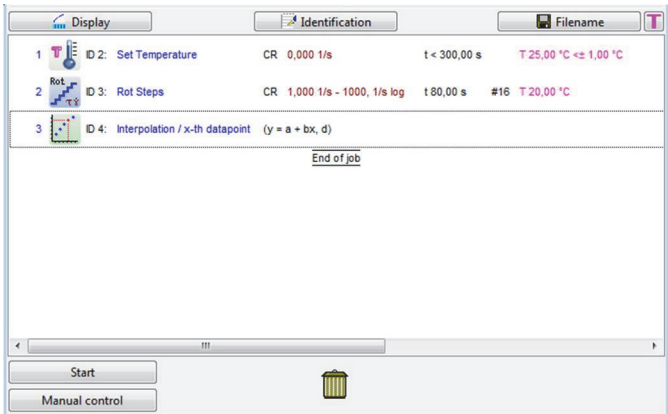 Display Identification Filename T
1 T ID 2: Set Temperature CR 0,000 1/s t < 300,00 s T 25,00 °C <± 1,00 °C
2 Rot τγ̇ ID 3: Rot Steps CR 1,000 1/s - 1000, 1/s log t 80,00 s #16 T 20,00 °C
3 ID 4: Interpolation / x-th datapoint (y = a + bx, d)
End of job
Start
Manual control